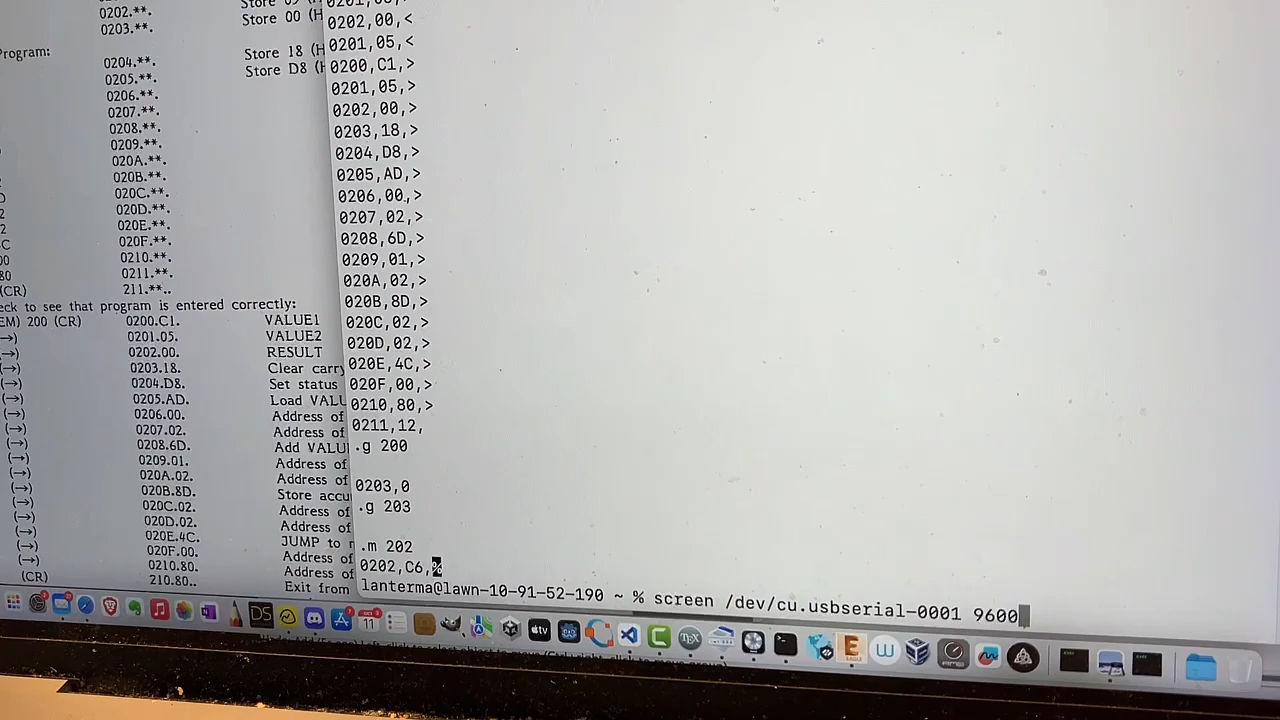 0202.**.
Store 00 (H
0203.**.
Program:
0204.**.
Store 18 (H
0205.**.
Store D8 (H
0206.**.
0207.**.
0208.**.
0209.**.
020A.**.
020B.**.
020C.**.
020D.**.
020E.**.
020F.**.
0210.**.
0211.**.
(CR) 211.**..
eck to see that program is entered correctly:
EM) 200 (CR) 0200.C1. VALUE1
→) 0201.05. VALUE2
→) 0202.00. RESULT
(→) 0203.18. Clear carry
(→) 0204.D8. Set status
(→) 0205.AD. Load VALU
(→) 0206.00. Address of
(→) 0207.02. Address of
(→) 0208.6D. Add VALU
(→) 0209.01. Address of
(→) 020A.02. Address of
(→) 020B.8D. Store accu
(→) 020C.02. Address of
(→) 020D.02. Address of
(→) 020E.4C. JUMP to
(→) 020F.00. Address of
(→) 0210.80. Address of
(CR) 210.80.. Exit from
0202,00,<
0201,05,<
0200,C1,>
0201,05,>
0202,00,>
0203,18,>
0204,D8,>
0205,AD,>
0206,00,>
0207,02,>
0208,6D,>
0209,01,>
020A,02,>
020B,8D,>
020C,02,>
020D,02,>
020E,4C,>
020F,00,>
0210,80,>
0211,12,
.g 200
0203,0
.g 203
.m 202
0202,C6,%
lanterma@lawn-10-91-52-190 ~ % screen /dev/cu.usbserial-0001 9600